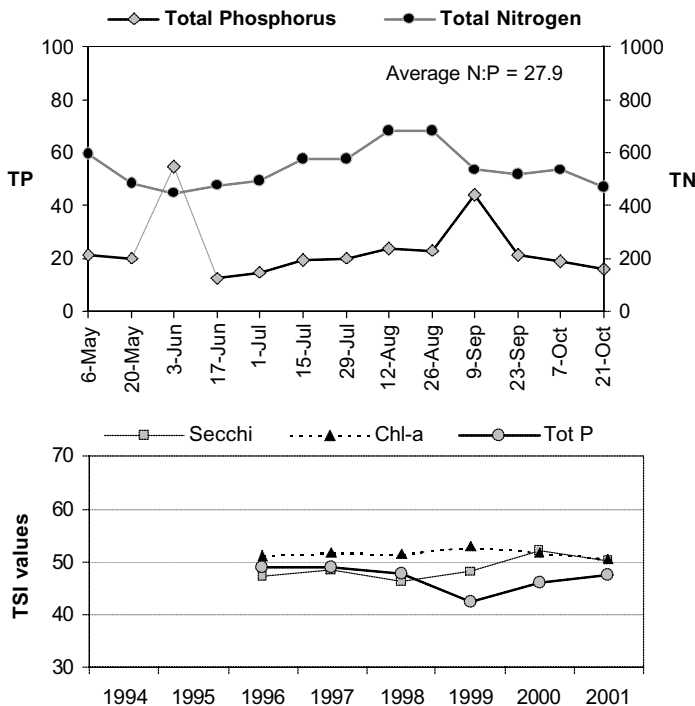 Total Phosphorus Total Nitrogen
Average N:P = 27.9
TP
100
80
60
40
20
0
TN
1000
800
600
400
200
0
6-May
20-May
3-Jun
17-Jun
1-Jul
15-Jul
29-Jul
12-Aug
26-Aug
9-Sep
23-Sep
7-Oct
21-Oct
Secchi Chl-a Tot P
TSI values
70
60
50
40
30
1994 1995 1996 1997 1998 1999 2000 2001